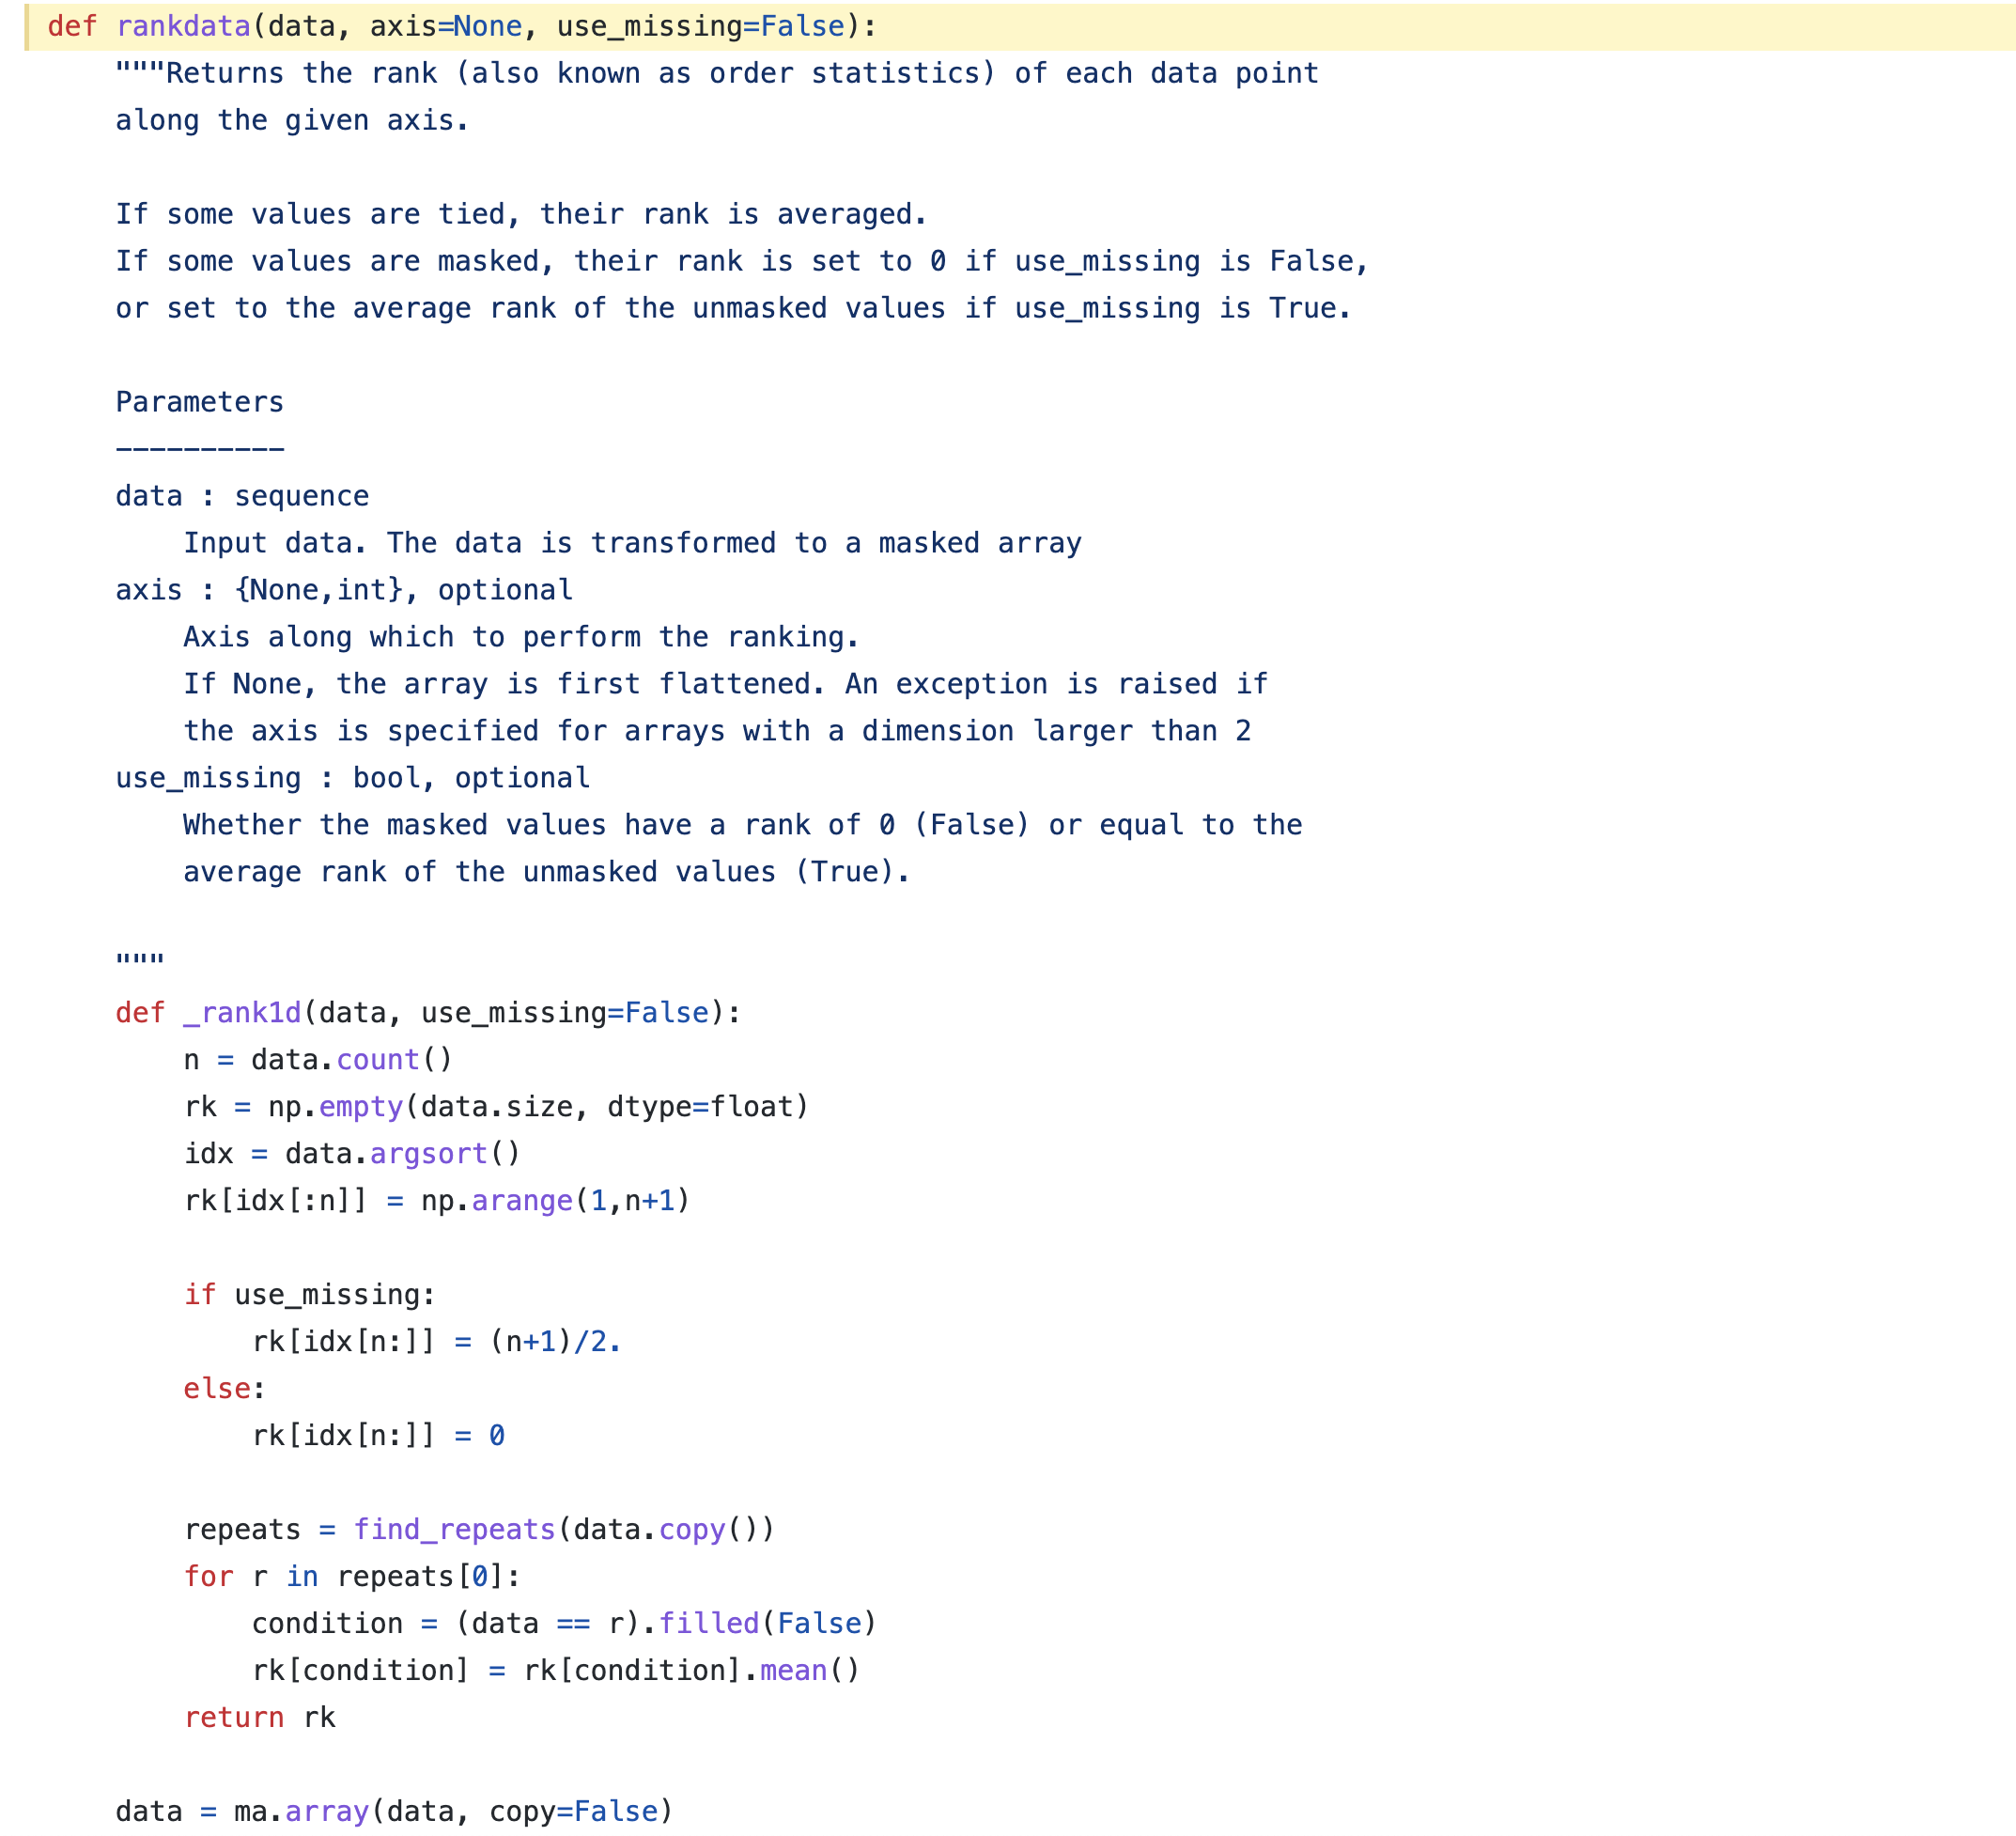 def rankdata(data, axis=None, use_missing=False):
    """Returns the rank (also known as order statistics) of each data point
    along the given axis.

    If some values are tied, their rank is averaged.
    If some values are masked, their rank is set to 0 if use_missing is False,
    or set to the average rank of the unmasked values if use_missing is True.

    Parameters
    ----------
    data : sequence
        Input data. The data is transformed to a masked array
    axis : {None,int}, optional
        Axis along which to perform the ranking.
        If None, the array is first flattened. An exception is raised if
        the axis is specified for arrays with a dimension larger than 2
    use_missing : bool, optional
        Whether the masked values have a rank of 0 (False) or equal to the
        average rank of the unmasked values (True).

    """
    def _rank1d(data, use_missing=False):
        n = data.count()
        rk = np.empty(data.size, dtype=float)
        idx = data.argsort()
        rk[idx[:n]] = np.arange(1,n+1)

        if use_missing:
            rk[idx[n:]] = (n+1)/2.
        else:
            rk[idx[n:]] = 0

        repeats = find_repeats(data.copy())
        for r in repeats[0]:
            condition = (data == r).filled(False)
            rk[condition] = rk[condition].mean()
        return rk

    data = ma.array(data, copy=False)